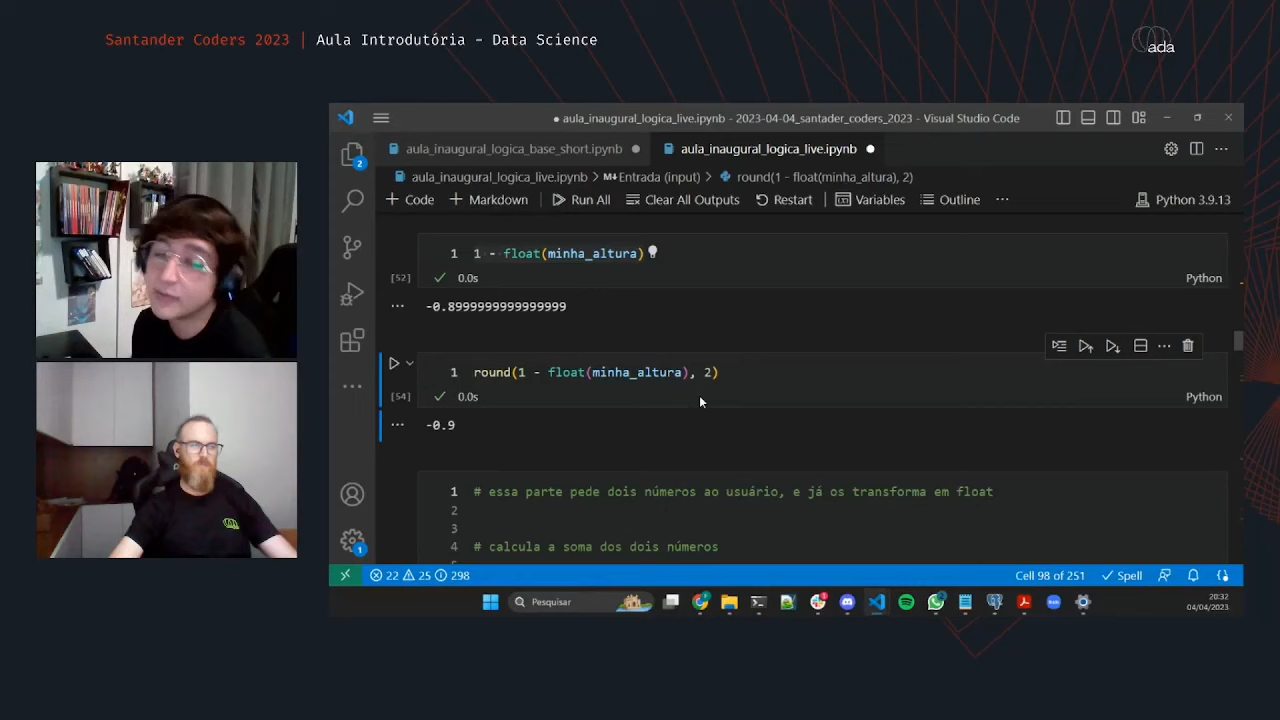 Santander Coders 2023 | Aula Introdutória - Data Science
ada
aula_inaugural_logica_live.ipynb - 2023-04-04_santader_coders_2023 - Visual Studio Code
aula_inaugural_logica_base_short.ipynb
aula_inaugural_logica_live.ipynb
aula_inaugural_logica_live.ipynb > M↓Entrada (input) > round(1 - float(minha_altura), 2)
+ Code + Markdown Run All Clear All Outputs Restart Variables Outline ... Python 3.9.13
2
1 1 - float(minha_altura)
[52] 0.0s Python
... -0.8999999999999999
1 round(1 - float(minha_altura), 2)
[54] 0.0s Python
... -0.9
1 # essa parte pede dois números ao usuário, e já os transforma em float
2
3
4 # calcula a soma dos dois números
1
22 25 298 Cell 98 of 251 Spell
Pesquisar
20:32
04/04/2023